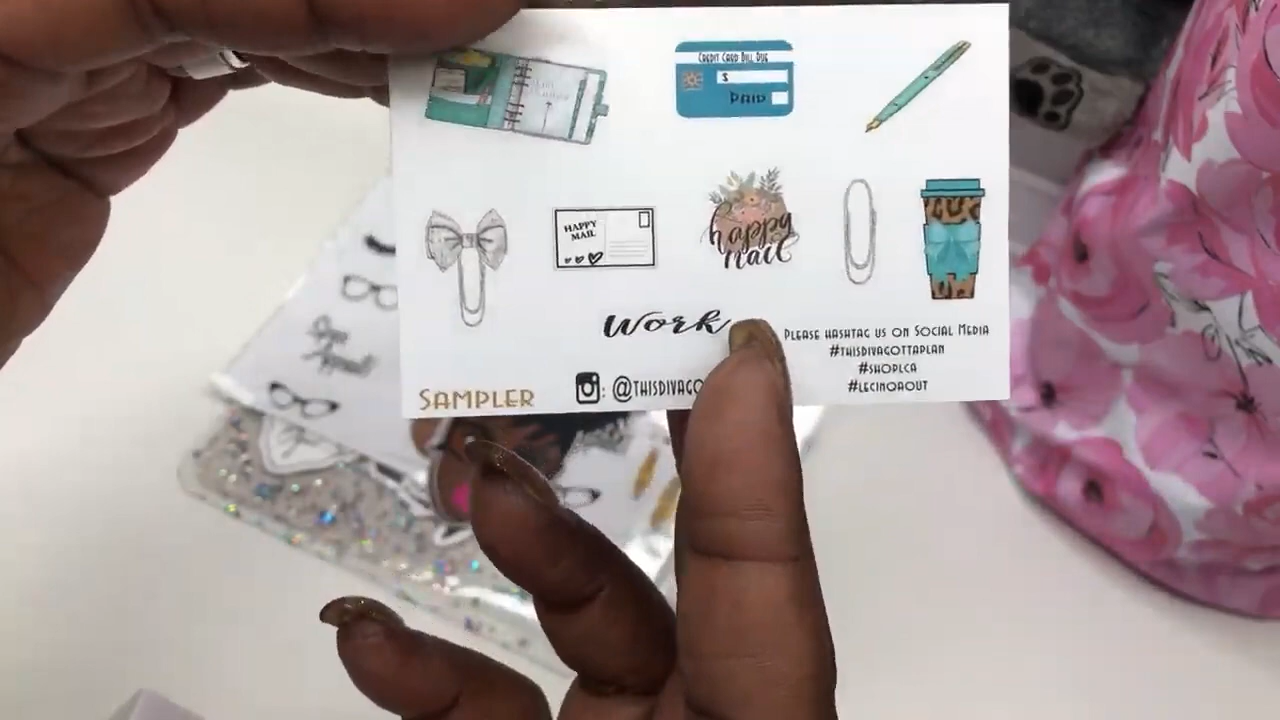 CREDIT CARD BILL DUE
$
PAID
HAPPY
MAIL
happy
mail
Work
PLEASE HASHTAG US ON SOCIAL MEDIA
#THISDIVAGOTTAPLAN
#SHOPLCA
#LECINQAOUT
SAMPLER
: @THISDIVAGO